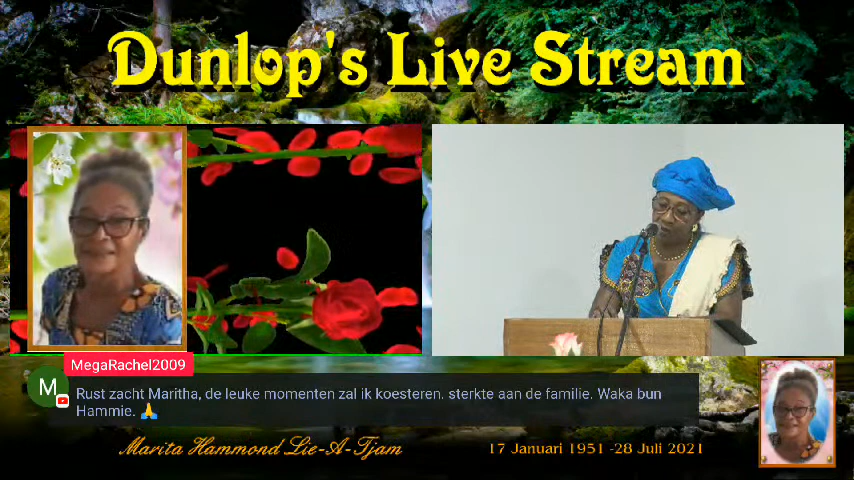 Dunlop's Live Stream
MegaRachel2009
M
Rust zacht Maritha, de leuke momenten zal ik koesteren. sterkte aan de familie. Waka bun
Hammie. 🙏
Marita Hammond Lie-A-Tjam
17 Januari 1951 -28 Juli 2021